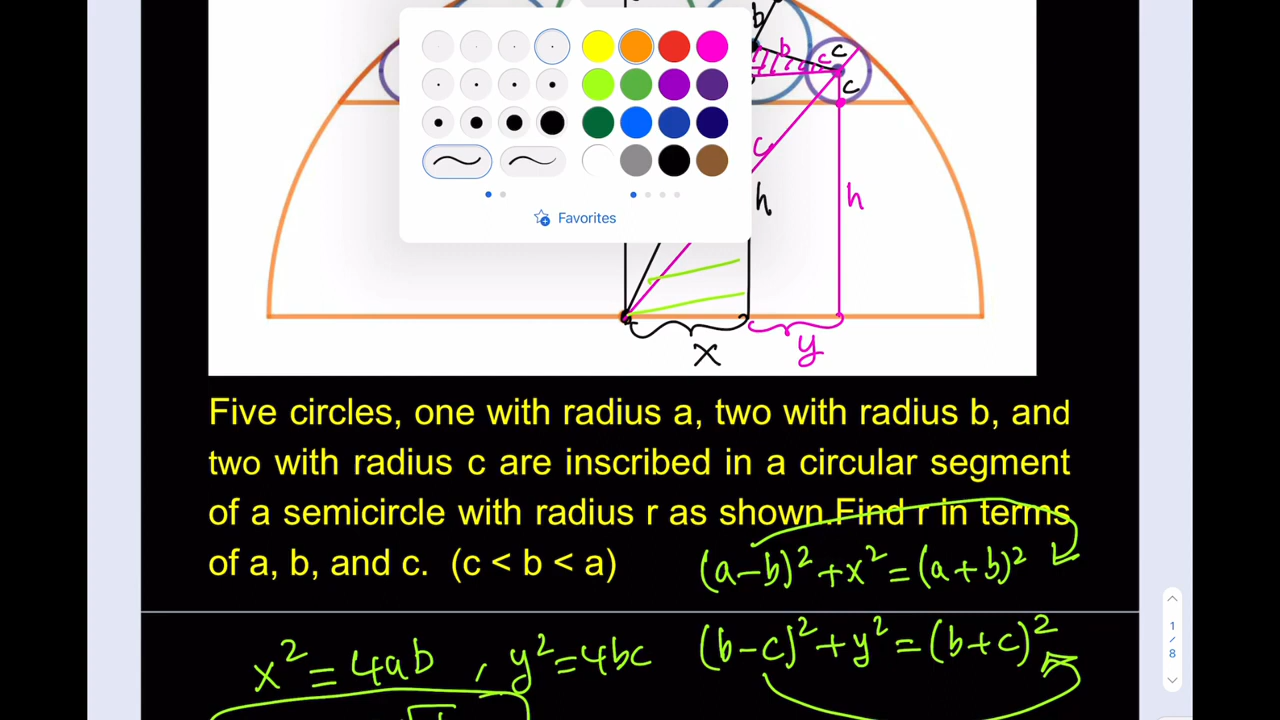 b
b
c
c
c
c
h
h
x
y
Favorites
Five circles, one with radius a, two with radius b, and
two with radius c are inscribed in a circular segment
of a semicircle with radius r as shown.Find r in terms
of a, b, and c. (c < b < a)
(a-b)²+x²=(a+b)²
x²=4ab , y²=4bc
(b-c)²+y²=(b+c)²
1
/
8